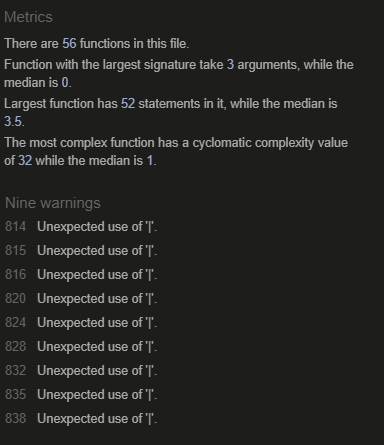 Metrics
There are 56 functions in this file.
Function with the largest signature take 3 arguments, while the
median is 0.
Largest function has 52 statements in it, while the median is
3.5.
The most complex function has a cyclomatic complexity value
of 32 while the median is 1.
Nine warnings
814 Unexpected use of '|'.
815 Unexpected use of '|'.
816 Unexpected use of '|'.
820 Unexpected use of '|'.
824 Unexpected use of '|'.
828 Unexpected use of '|'.
832 Unexpected use of '|'.
835 Unexpected use of '|'.
838 Unexpected use of '|'.